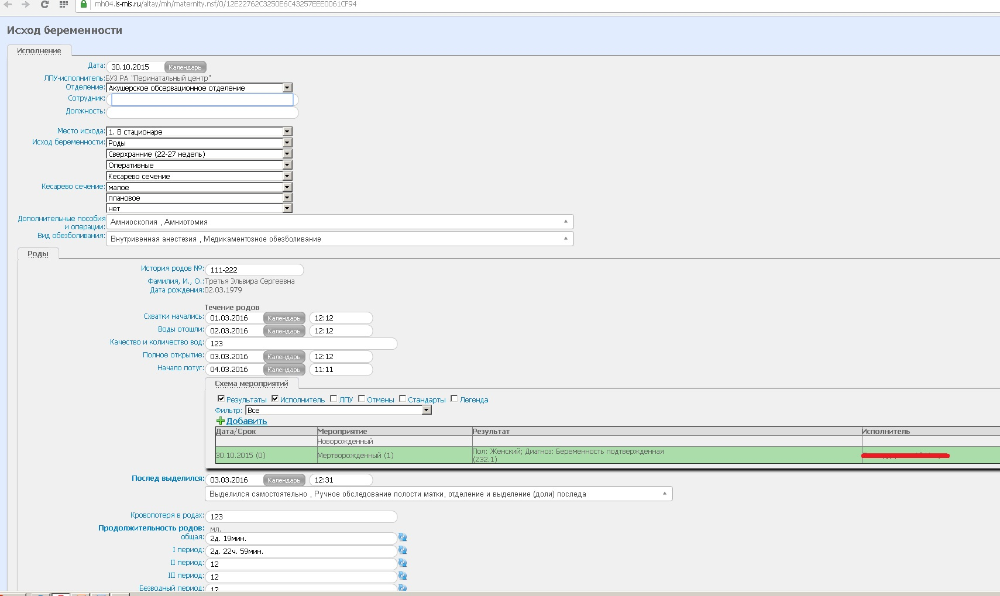 mh04.is-mis.ru/altay/mh/maternity.nsf/0/12E22762C3250E6C43257EEE0061CF94
Исход беременности
Исполнение
Дата: 30.10.2015 Календарь
ЛПУ-исполнитель: БУЗ РА "Перинатальный центр"
Отделение: Акушерское обсервационное отделение
Сотрудник:
Должность:
Место исхода: 1. В стационаре
Исход беременности: Роды
Сверхранние (22-27 недель)
Оперативные
Кесарево сечение
Кесарево сечение: малое
плановое
нет
Дополнительные пособия
и операции: Амниоскопия , Амниотомия
Вид обезболивания: Внутривенная анестезия , Медикаментозное обезболивание
Роды
История родов №: 111-222
Фамилия, И., О.: Третья Эльвира Сергеевна
Дата рождения: 02.03.1979
Течение родов
Схватки начались: 01.03.2016 Календарь 12:12
Воды отошли: 02.03.2016 Календарь 12:12
Качество и количество вод: 123
Полное открытие: 03.03.2016 Календарь 12:12
Начало потуг: 04.03.2016 Календарь 11:11
Схема мероприятий
Результаты Исполнитель ЛПУ Отмены Стандарты Легенда
Фильтр: Все
Добавить
Дата/Срок Мероприятие Результат Исполнитель
Новорожденный
30.10.2015 (0) Мертворожденный (1) Пол: Женский; Диагноз: Беременность подтвержденная
(Z32.1)
Послед выделился: 03.03.2016 Календарь 12:31
Выделился самостоятельно , Ручное обследование полости матки, отделение и выделение (доли) последа
Кровопотеря в родах: 123
Продолжительность родов: мл.
общая: 2д. 19мин.
I период: 2д. 22ч. 59мин.
II период: 12
III период: 12
Безводный период: 12